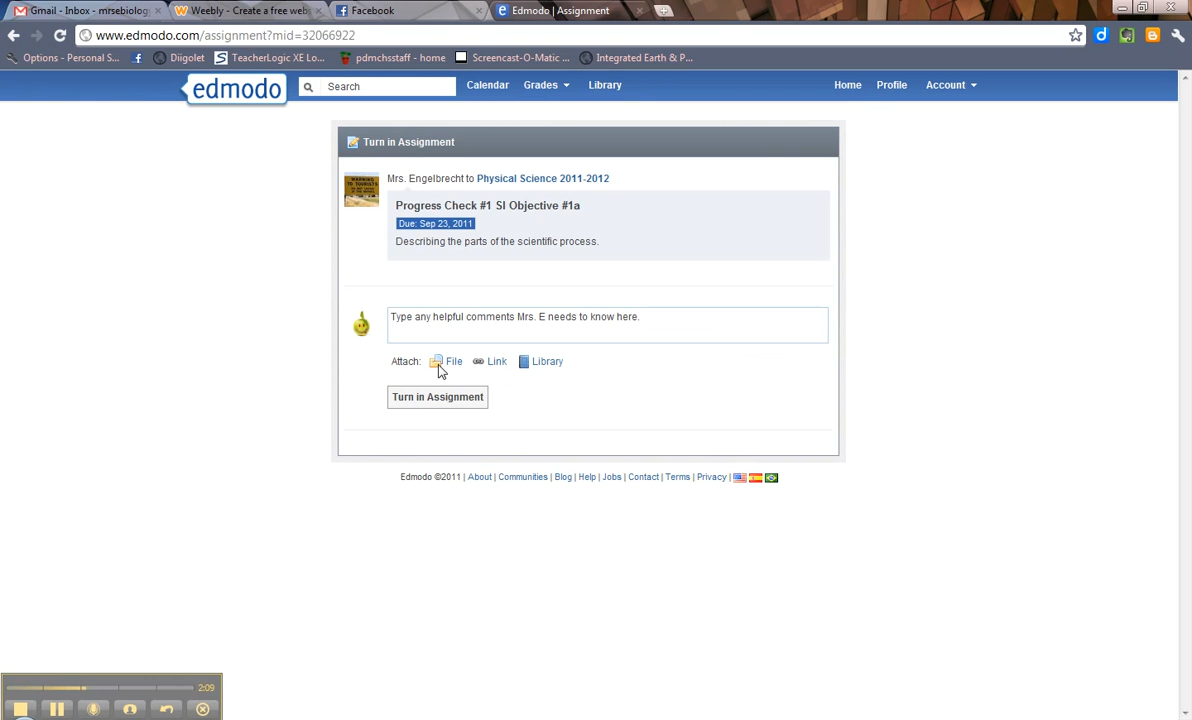 Gmail - Inbox - mrsebiology
Weebly - Create a free webs
Facebook
Edmodo | Assignment
www.edmodo.com/assignment?mid=32066922
Options - Personal S...
Diigolet
TeacherLogic XE Lo...
pdmchsstaff - home
Screencast-O-Matic ...
Integrated Earth & P...
edmodo
Search
Calendar
Grades
Library
Home
Profile
Account
Turn in Assignment
Mrs. Engelbrecht to Physical Science 2011-2012
Progress Check #1 SI Objective #1a
Due: Sep 23, 2011
Describing the parts of the scientific process.
Type any helpful comments Mrs. E needs to know here.
Attach: File Link Library
Turn in Assignment
Edmodo ©2011 | About | Communities | Blog | Help | Jobs | Contact | Terms | Privacy |
2:09